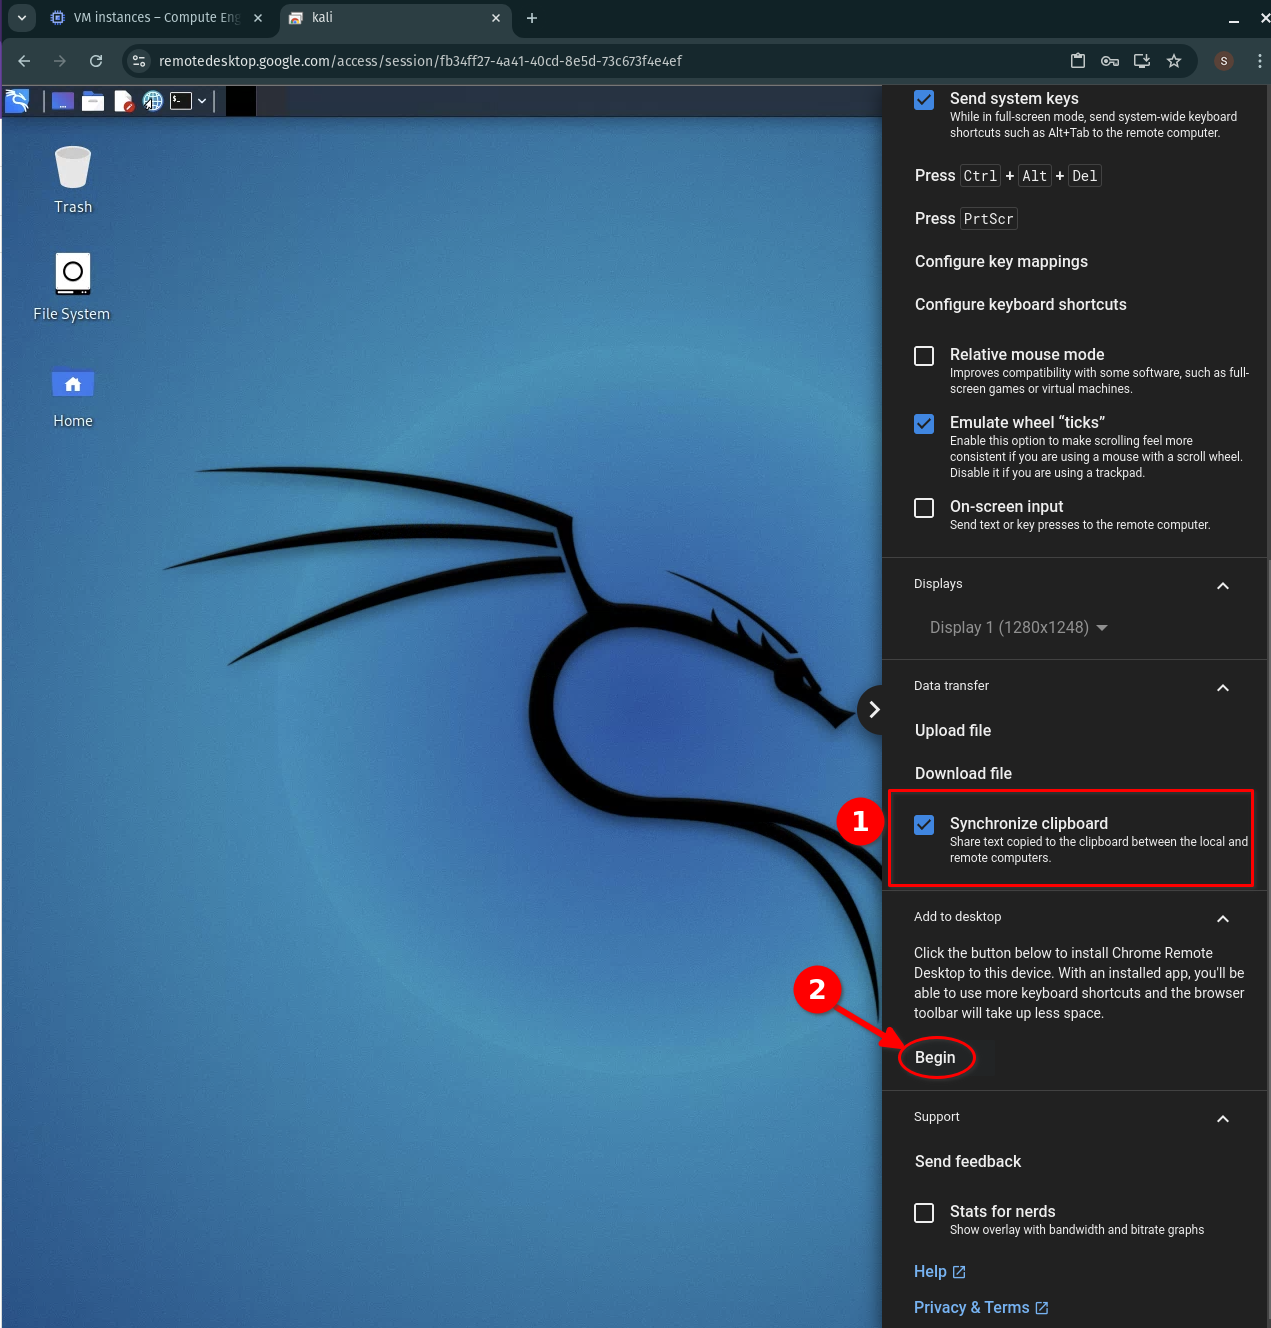 VM instances – Compute Eng
kali
remotedesktop.google.com/access/session/fb34ff27-4a41-40cd-8e5d-73c673f4e4ef
S
Trash
File System
Home
Send system keys
While in full-screen mode, send system-wide keyboard
shortcuts such as Alt+Tab to the remote computer.
Press Ctrl + Alt + Del
Press PrtScr
Configure key mappings
Configure keyboard shortcuts
Relative mouse mode
Improves compatibility with some software, such as full-
screen games or virtual machines.
Emulate wheel “ticks”
Enable this option to make scrolling feel more
consistent if you are using a mouse with a scroll wheel.
Disable it if you are using a trackpad.
On-screen input
Send text or key presses to the remote computer.
Displays
Display 1 (1280x1248)
Data transfer
Upload file
Download file
1
Synchronize clipboard
Share text copied to the clipboard between the local and
remote computers.
Add to desktop
Click the button below to install Chrome Remote
Desktop to this device. With an installed app, you'll be
able to use more keyboard shortcuts and the browser
toolbar will take up less space.
2
Begin
Support
Send feedback
Stats for nerds
Show overlay with bandwidth and bitrate graphs
Help
Privacy & Terms